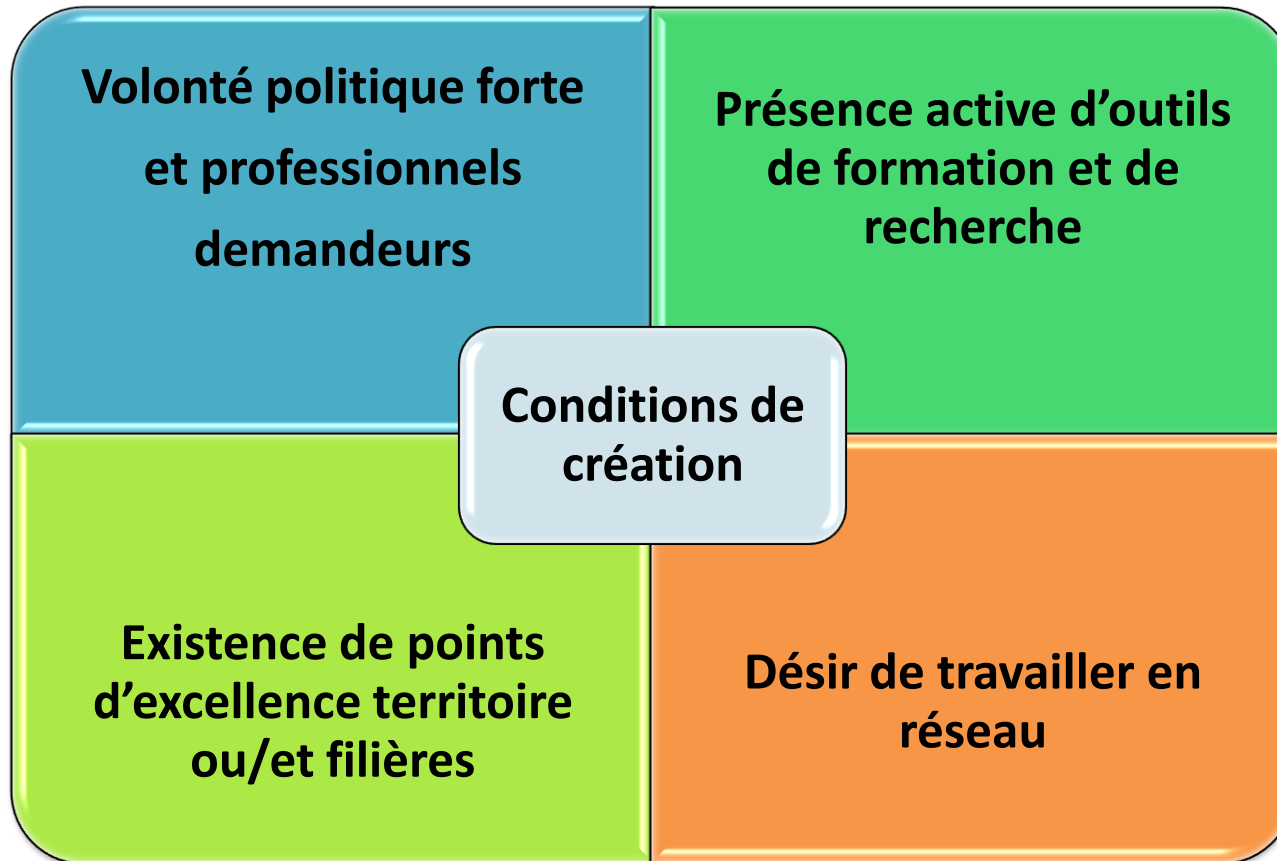 Volonté politique forte
et professionnels
demandeurs
Présence active d’outils
de formation et de
recherche
Conditions de
création
Existence de points
d’excellence territoire
ou/et filières
Désir de travailler en
réseau